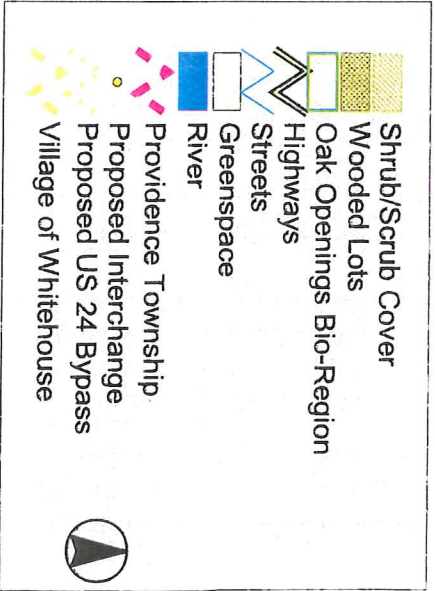 Shrub/Scrub Cover
Wooded Lots
Oak Openings Bio-Region
Highways
Streets
Greenspace
River
Providence Township
Proposed Interchange
Proposed US 24 Bypass
Village of Whitehouse